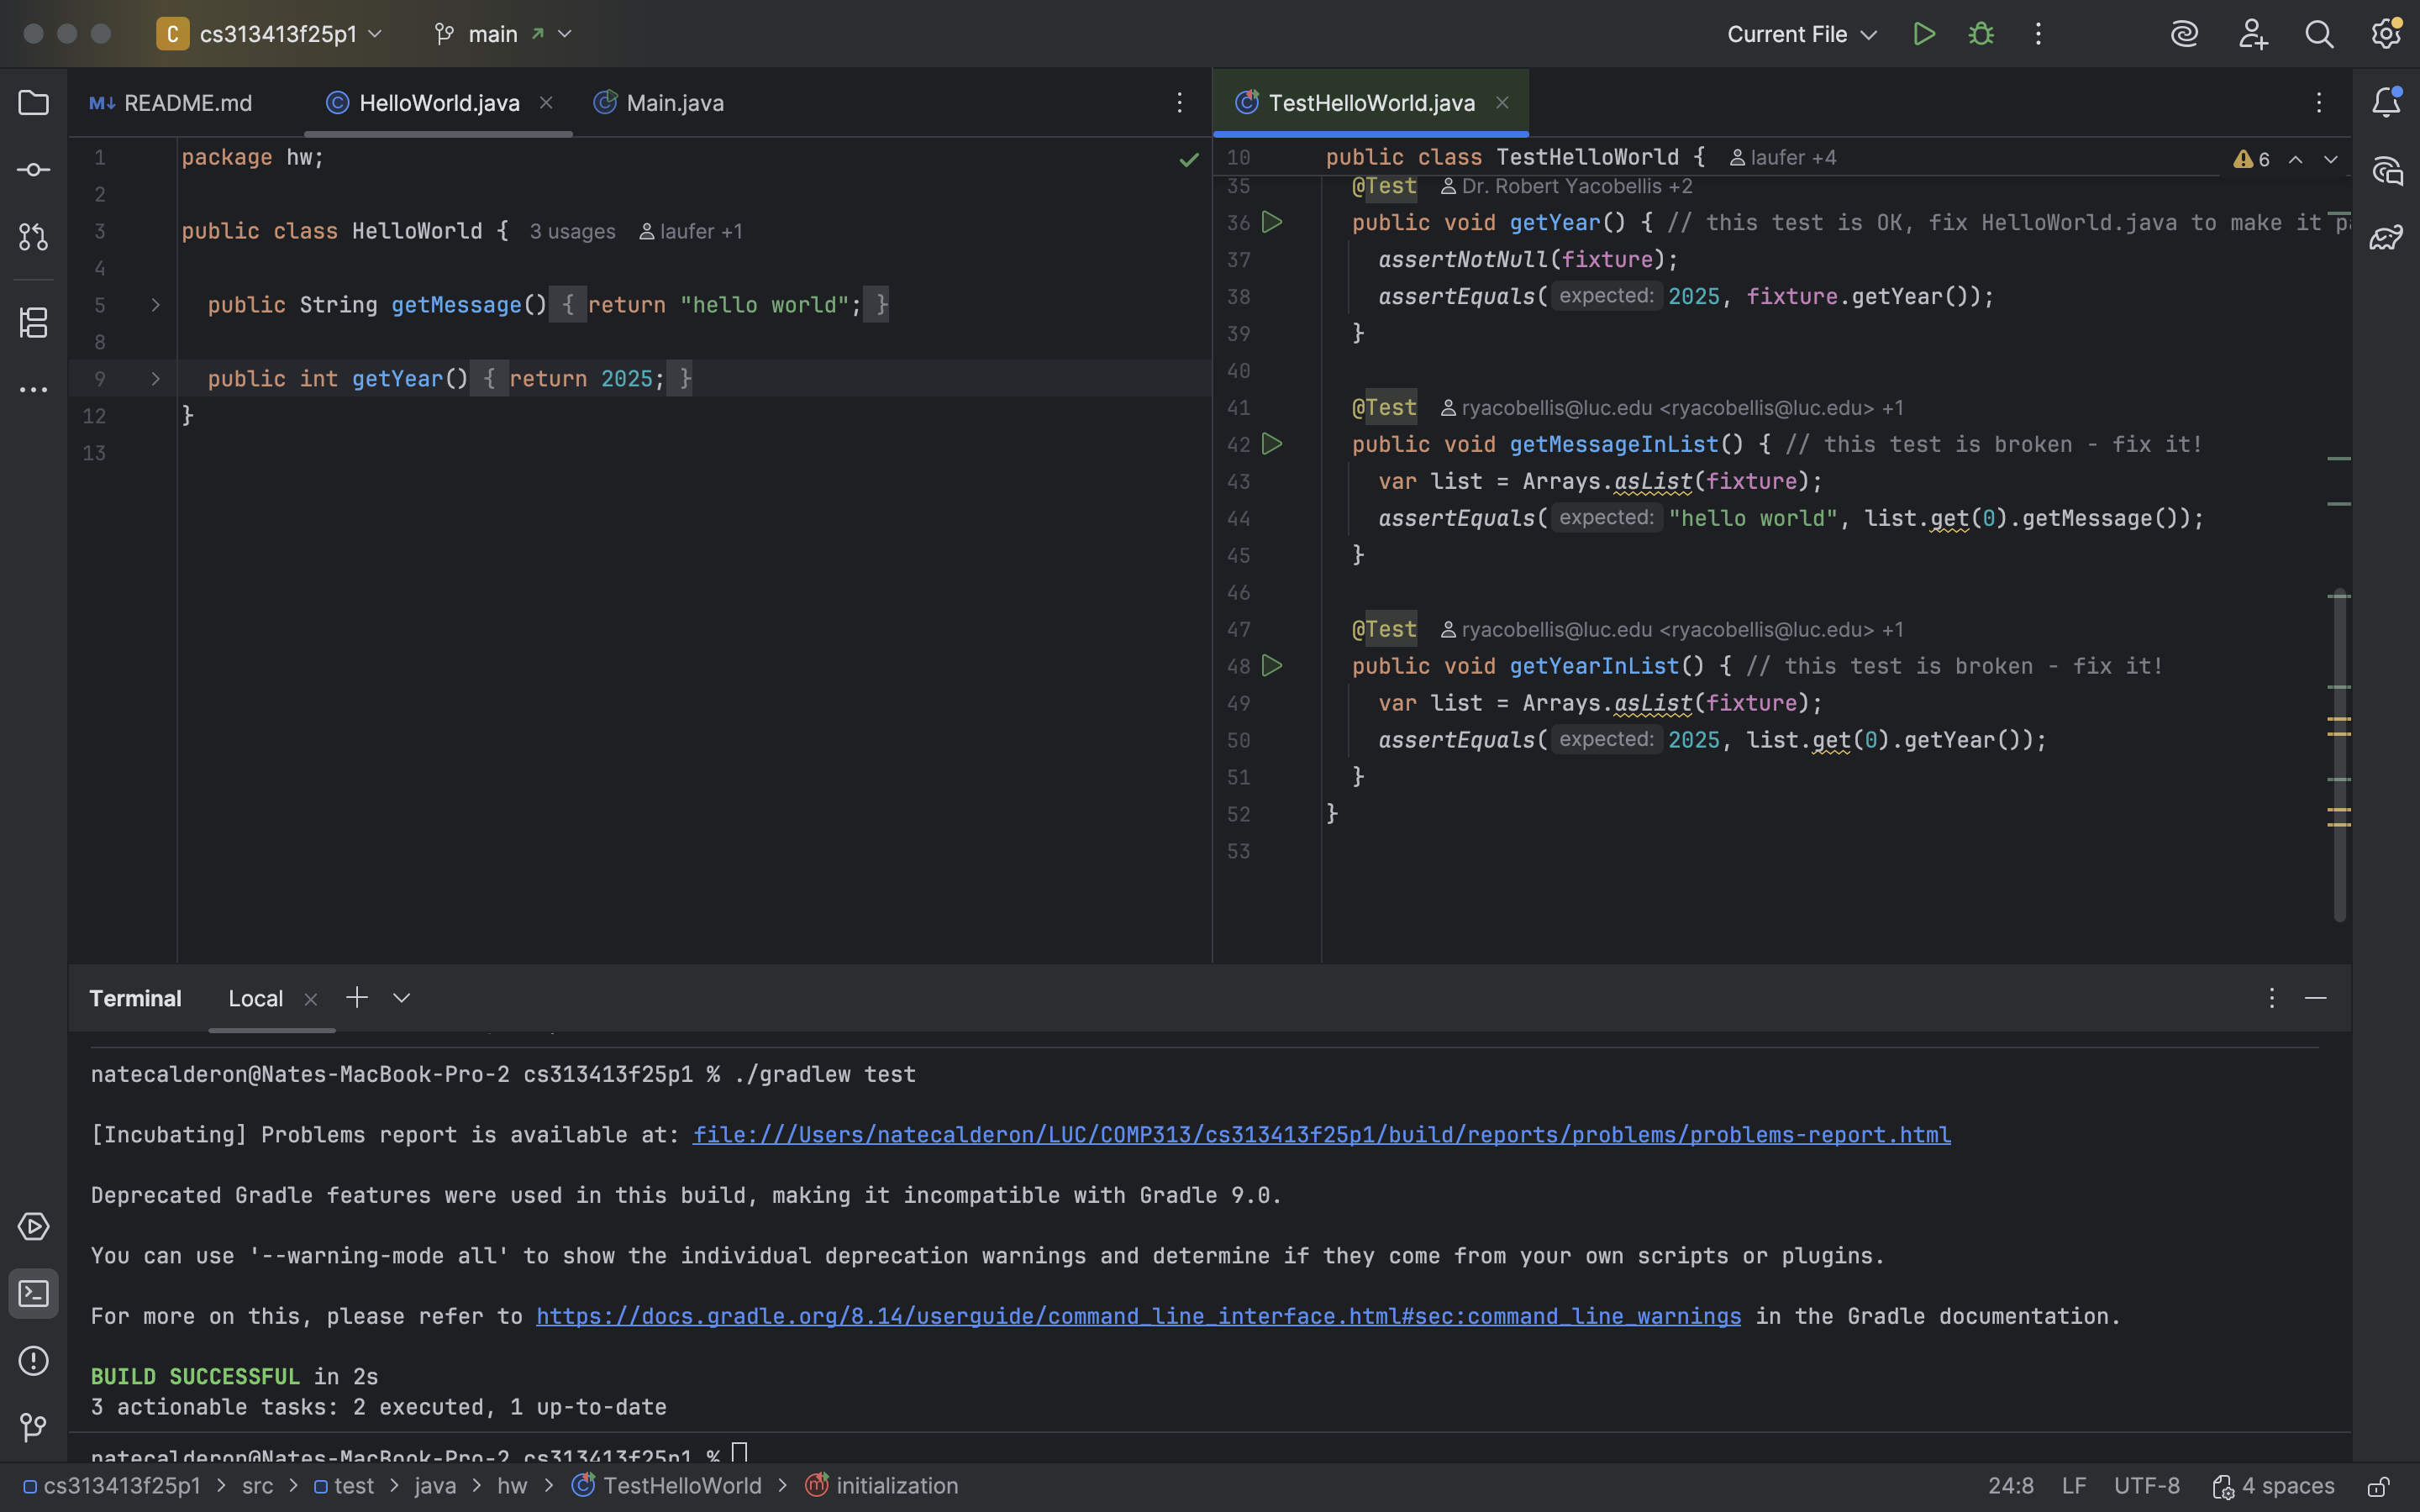 C cs313413f25p1 main Current File
README.md HelloWorld.java Main.java
1 package hw;
2
3 public class HelloWorld { 3 usages laufer +1
4
5 public String getMessage() { return "hello world"; }
8
9 public int getYear() { return 2025; }
12 }
13
TestHelloWorld.java
10 public class TestHelloWorld { laufer +4
6
35 @Test Dr. Robert Yacobellis +2
36 public void getYear() { // this test is OK, fix HelloWorld.java to make it pa
37 assertNotNull(fixture);
38 assertEquals( expected: 2025, fixture.getYear());
39 }
40
41 @Test ryacobellis@luc.edu <ryacobellis@luc.edu> +1
42 public void getMessageInList() { // this test is broken - fix it!
43 var list = Arrays.asList(fixture);
44 assertEquals( expected: "hello world", list.get(0).getMessage());
45 }
46
47 @Test ryacobellis@luc.edu <ryacobellis@luc.edu> +1
48 public void getYearInList() { // this test is broken - fix it!
49 var list = Arrays.asList(fixture);
50 assertEquals( expected: 2025, list.get(0).getYear());
51 }
52 }
53
Terminal Local
natecalderon@Nates-MacBook-Pro-2 cs313413f25p1 % ./gradlew test
[Incubating] Problems report is available at: file:///Users/natecalderon/LUC/COMP313/cs313413f25p1/build/reports/problems/problems-report.html
Deprecated Gradle features were used in this build, making it incompatible with Gradle 9.0.
You can use '--warning-mode all' to show the individual deprecation warnings and determine if they come from your own scripts or plugins.
For more on this, please refer to https://docs.gradle.org/8.14/userguide/command_line_interface.html#sec:command_line_warnings in the Gradle documentation.
BUILD SUCCESSFUL in 2s
3 actionable tasks: 2 executed, 1 up-to-date
natecalderon@Nates-MacBook-Pro-2 cs313413f25p1 %
cs313413f25p1 > src > test > java > hw > TestHelloWorld > initialization
24:8 LF UTF-8 4 spaces